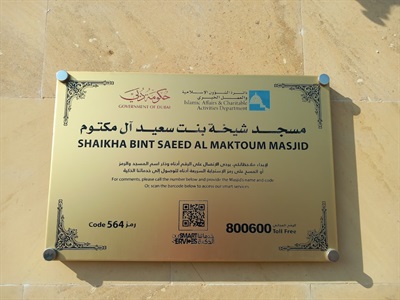 حكومة دبي
GOVERNMENT OF DUBAI
دائرة الشؤون الإسلامية
والعمل الخيري
Islamic Affairs & Charitable
Activities Department
مسجد شيخة بنت سعيد آل مكتوم
SHAIKHA BINT SAEED AL MAKTOUM MASJID
For comments, please call the number below and provide the Masjid name and code
Or, scan the barcode below to access our smart services
Code 564 رمز
SMART
SERVICES
800600
Toll Free